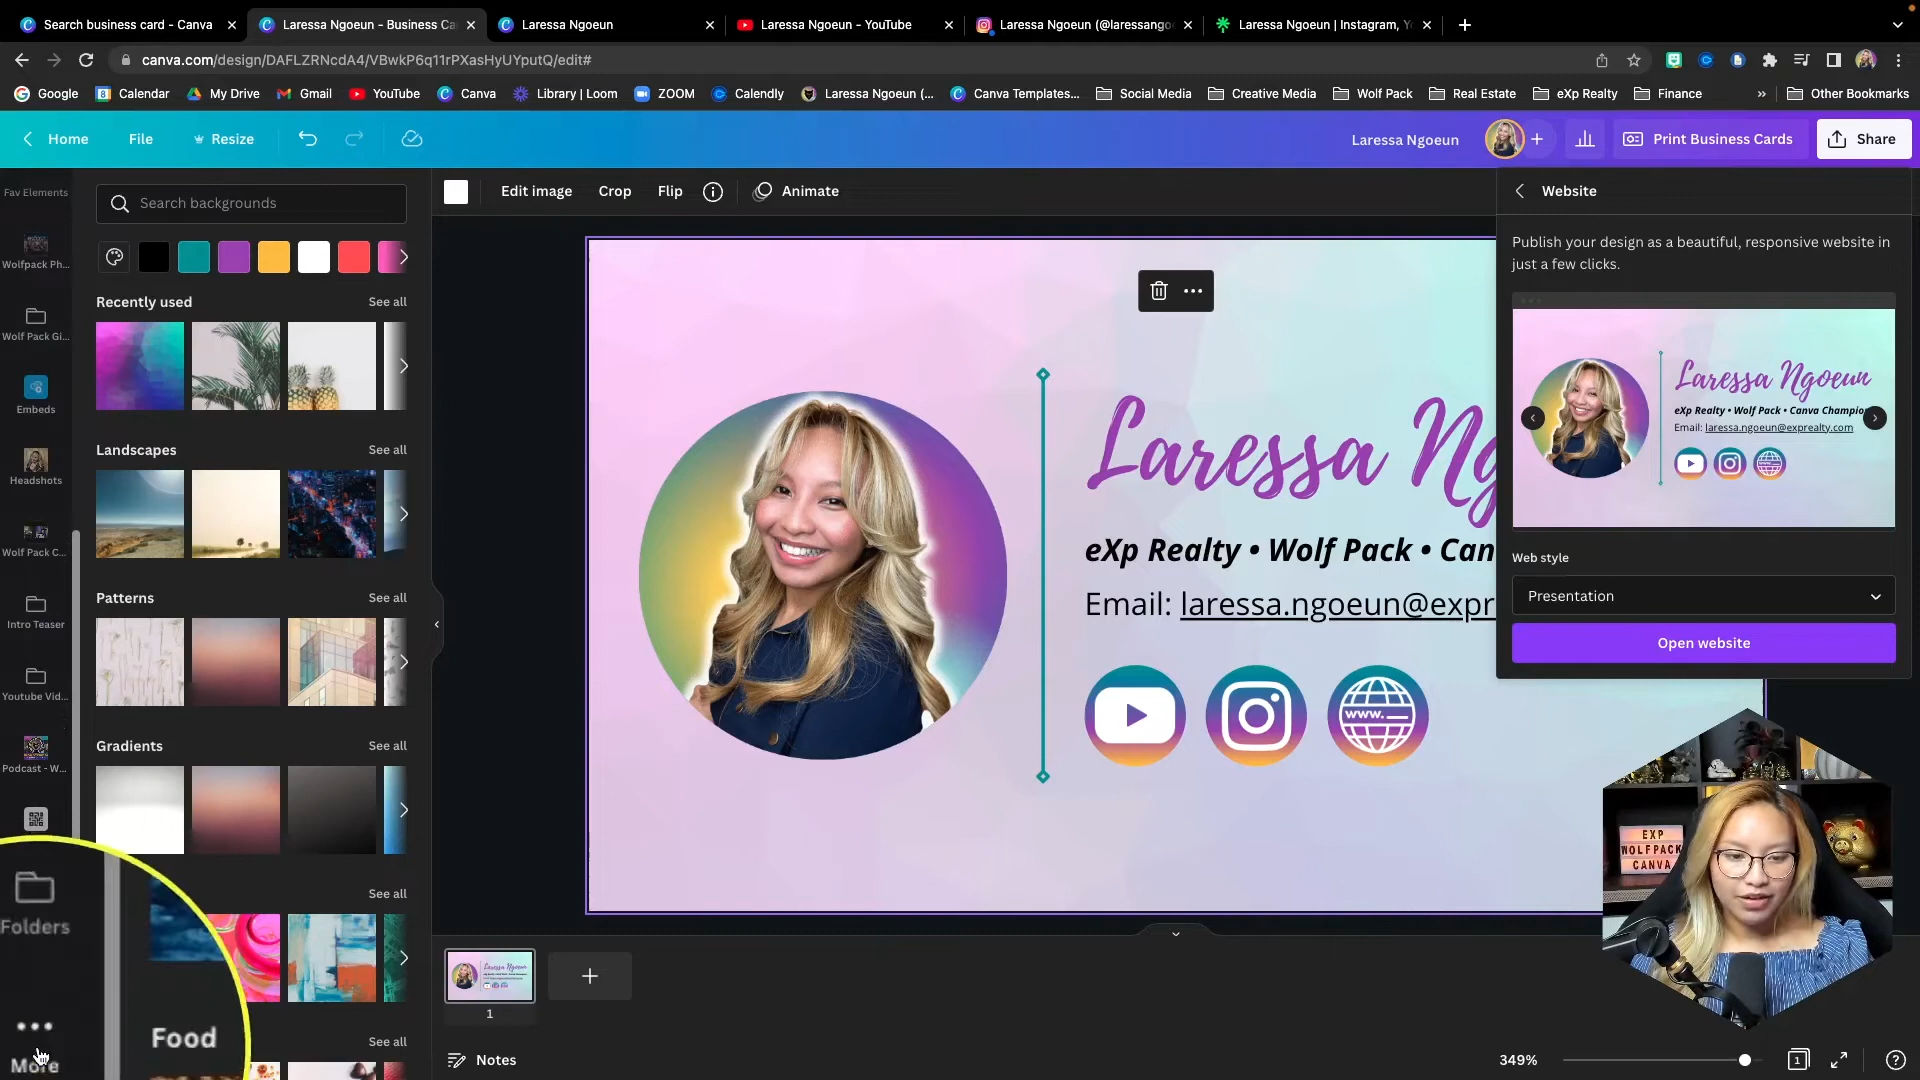 Search business card - Canva
Laressa Ngoeun - Business Ca
Laressa Ngoeun
Laressa Ngoeun - YouTube
Laressa Ngoeun (@laressango
Laressa Ngoeun | Instagram, Y
canva.com/design/DAFLZRNcdA4/VBwkP6q11rPXasHyUYputQ/edit#
Google
Calendar
My Drive
Gmail
YouTube
Canva
Library | Loom
ZOOM
Calendly
Laressa Ngoeun (...
Canva Templates...
Social Media
Creative Media
Wolf Pack
Real Estate
eXp Realty
Finance
»
Other Bookmarks
Home
File
Resize
Laressa Ngoeun
Print Business Cards
Share
Fav Elements
Wolfpack Ph...
Wolf Pack Gi...
Embeds
Headshots
Wolf Pack C...
Intro Teaser
Youtube Vid...
Podcast - W...
Folders
More
Search backgrounds
Recently used
See all
Landscapes
See all
Patterns
See all
Gradients
See all
See all
Food
See all
Edit image
Crop
Flip
Animate
Laressa Ng
eXp Realty • Wolf Pack • Can
Email: laressa.ngoeun@expr
www.
1
Notes
349%
1
Website
Publish your design as a beautiful, responsive website in
just a few clicks.
Laressa Ngoeun
eXp Realty • Wolf Pack • Canva Champio
Email: laressa.ngoeun@exprealty.com
Web style
Presentation
Open website
EXP
WOLFPACK
CANVA